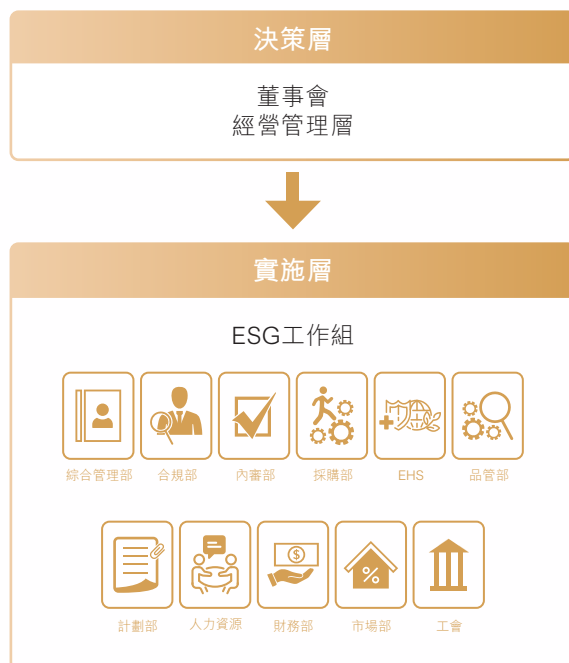 決策層
董事會
經營管理層
實施層
ESG工作組
綜合管理部 合規部 內審部 採購部 EHS 品管部
$
%
計劃部 人力資源 財務部 市場部 工會